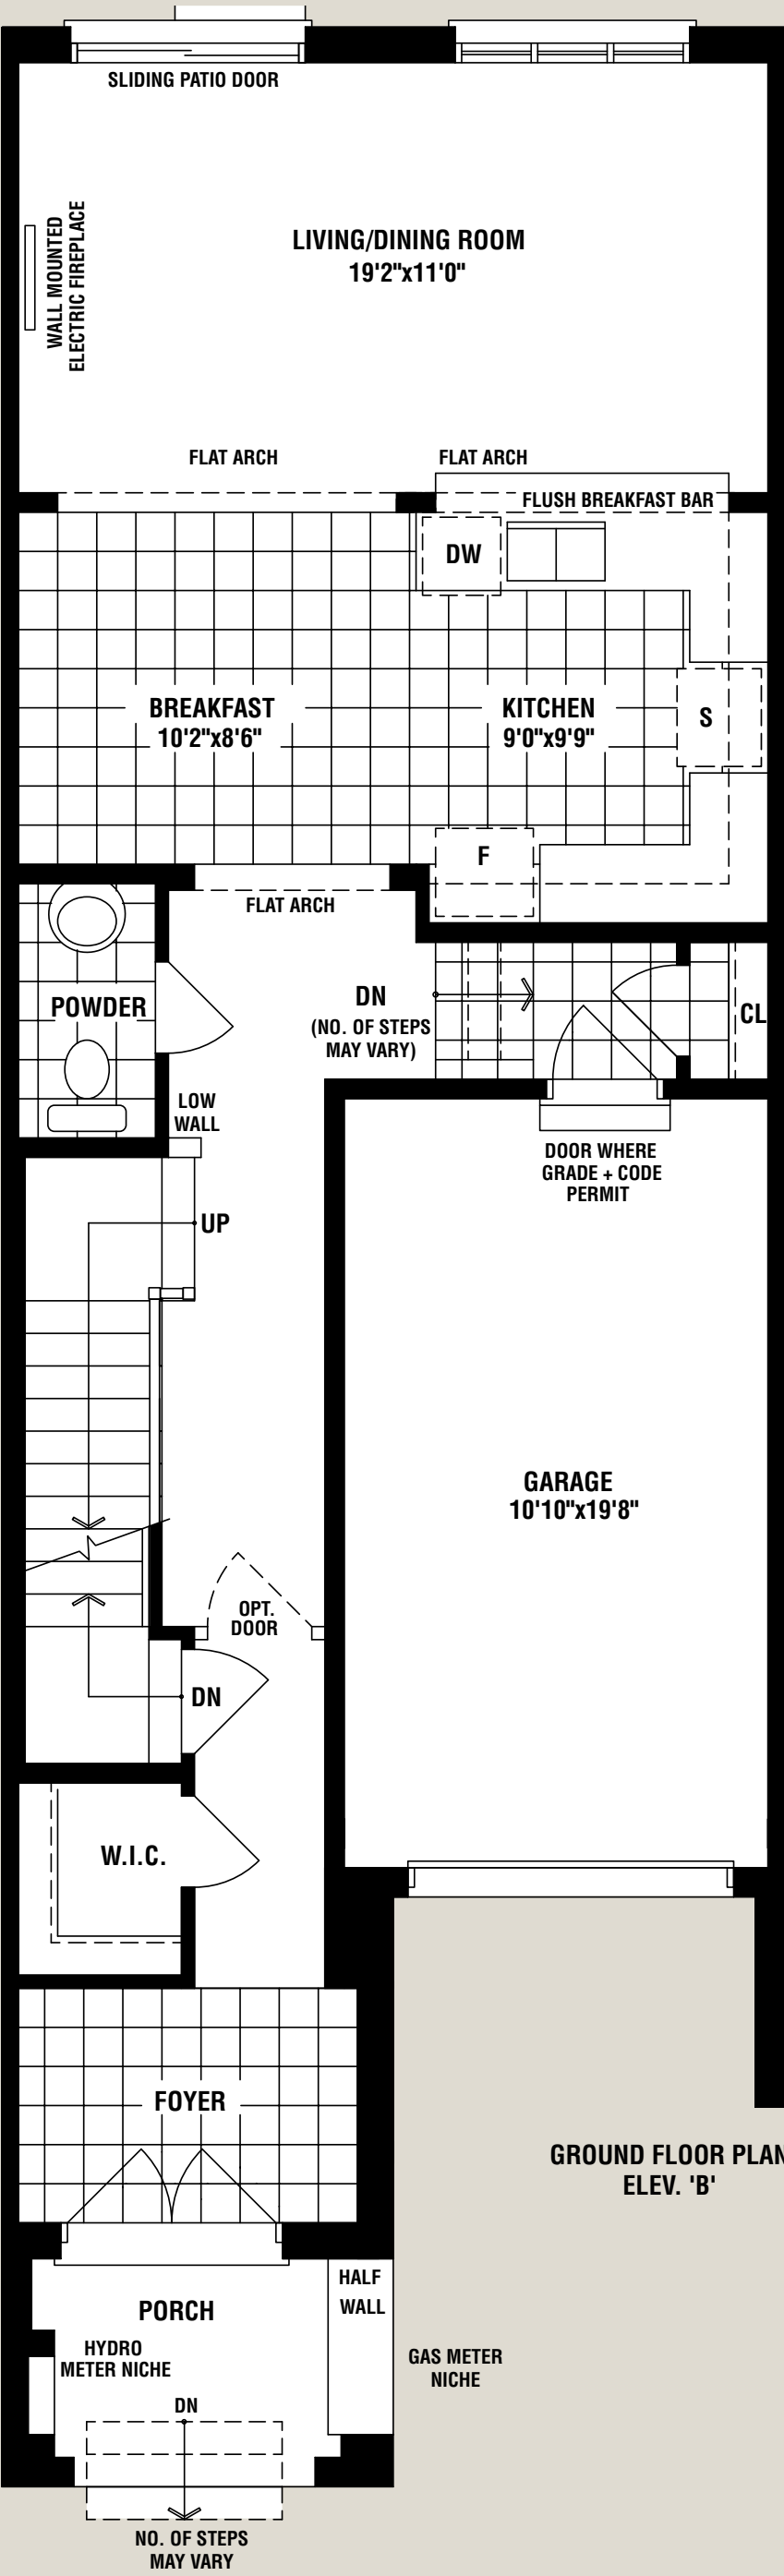 SLIDING PATIO DOOR
WALL MOUNTED
ELECTRIC FIREPLACE
LIVING/DINING ROOM
19'2"x11'0"
FLAT ARCH
FLAT ARCH
FLUSH BREAKFAST BAR
DW
BREAKFAST
10'2"x8'6"
KITCHEN
9'0"x9'9"
S
F
FLAT ARCH
POWDER
DN
(NO. OF STEPS
MAY VARY)
CL
LOW
WALL
DOOR WHERE
GRADE + CODE
PERMIT
UP
GARAGE
10'10"x19'8"
OPT.
DOOR
DN
W.I.C.
FOYER
GROUND FLOOR PLAN
ELEV. 'B'
HALF
WALL
PORCH
HYDRO
METER NICHE
GAS METER
NICHE
DN
NO. OF STEPS
MAY VARY